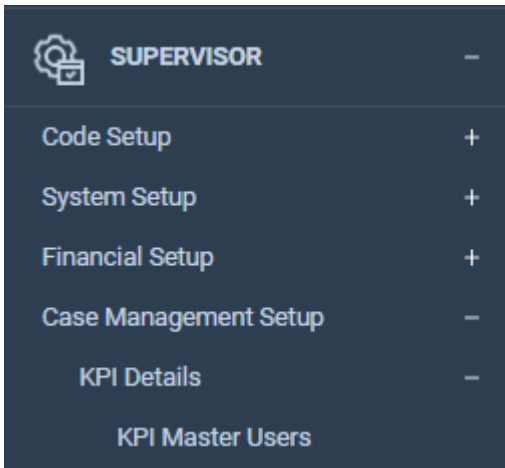 SUPERVISOR −
Code Setup +
System Setup +
Financial Setup +
Case Management Setup −
KPI Details −
KPI Master Users